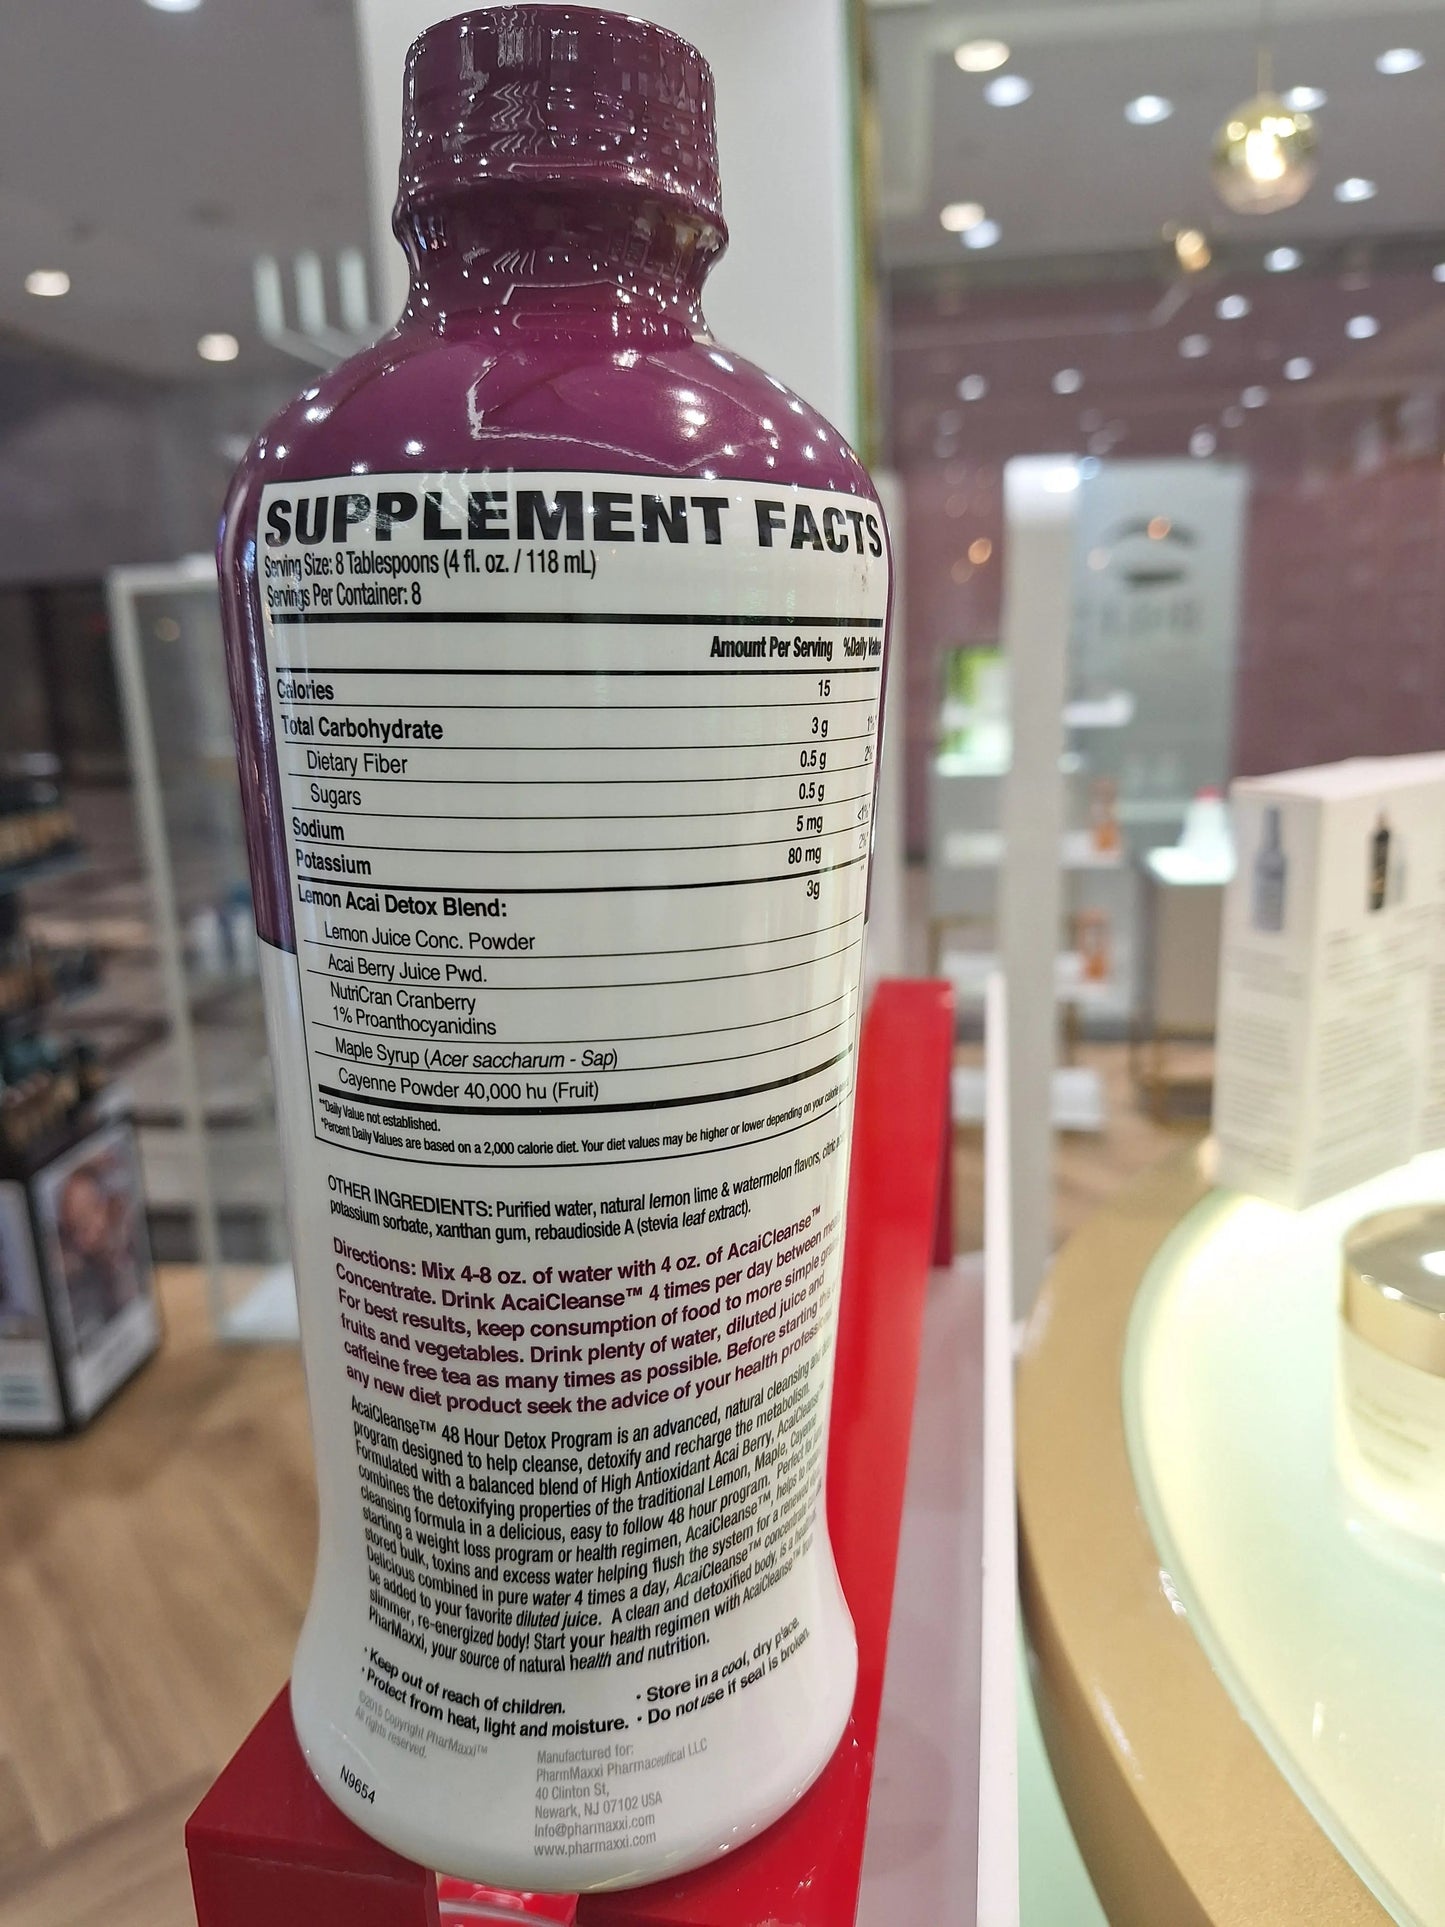 SUPPLEMENT FACTS
Serving Size: 8 Tablespoons (4 fl. oz. / 118 mL)
Servings Per Container: 8
Amount Per Serving %Daily Value
Calories 15
Total Carbohydrate 3 g 1%*
Dietary Fiber 0.5 g 2%*
Sugars 0.5 g
Sodium 5 mg <1%*
Potassium 80 mg 2%*
Lemon Acai Detox Blend: 3g **
Lemon Juice Conc. Powder
Acai Berry Juice Pwd.
NutriCran Cranberry
1% Proanthocyanidins
Maple Syrup (Acer saccharum - Sap)
Cayenne Powder 40,000 hu (Fruit)
**Daily Value not established.
*Percent Daily Values are based on a 2,000 calorie diet. Your diet values may be higher or lower depending on your calorie
OTHER INGREDIENTS: Purified water, natural lemon lime & watermelon flavors, citric
potassium sorbate, xanthan gum, rebaudioside A (stevia leaf extract).
Directions: Mix 4-8 oz. of water with 4 oz. of AcaiCleanse™
Concentrate. Drink AcaiCleanse™ 4 times per day between
For best results, keep consumption of food to more simple
fruits and vegetables. Drink plenty of water, diluted juice and
caffeine free tea as many times as possible. Before starting
any new diet product seek the advice of your health
AcaiCleanse™ 48 Hour Detox Program is an advanced, natural cleansing and
program designed to help cleanse, detoxify and recharge the metabolism.
Formulated with a balanced blend of High Antioxidant Acai Berry, AcaiCleanse™
combines the detoxifying properties of the traditional Lemon, Maple, Cayenne
cleansing formula in a delicious, easy to follow 48 hour program. Perfect
starting a weight loss program or health regimen, AcaiCleanse™, helps
stored bulk, toxins and excess water helping flush the system for a renewed
Delicious combined in pure water 4 times a day, AcaiCleanse™ concentrate
be added to your favorite diluted juice. A clean and detoxified body, is a
slimmer, re-energized body! Start your health regimen with AcaiCleanse™ from
PharMaxxi, your source of natural health and nutrition.
• Keep out of reach of children. • Store in a cool, dry place.
• Protect from heat, light and moisture. • Do not use if seal is broken.
©2015 Copyright PharMaxxi™
All rights reserved.
Manufactured for:
PharmMaxxi Pharmaceutical LLC
40 Clinton St,
Newark, NJ 07102 USA
Info@pharmaxxi.com
www.pharmaxxi.com
N9654